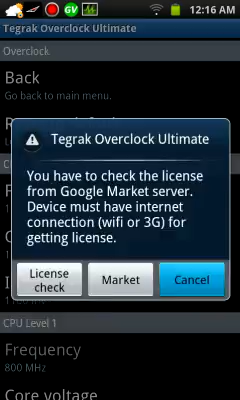 GV
12:16 AM
Tegrak Overclock Ultimate
Overclock
Back
Go back to main menu.
Tegrak Overclock Ultimate
You have to check the license
from Google Market server.
Device must have internet
connection (wifi or 3G) for
getting license.
License
check
Market
Cancel
CPU Level 1
Frequency
800 MHz
Core voltage